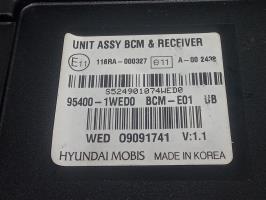 UNIT ASSY BCM & RECEIVER
E11 116RA-000327 e11 A-00 2438
S524901074WED0
95400-1WED0 BCM-E01 UB
WED 09091741 V:1.1
HYUNDAI MOBIS MADE IN KOREA